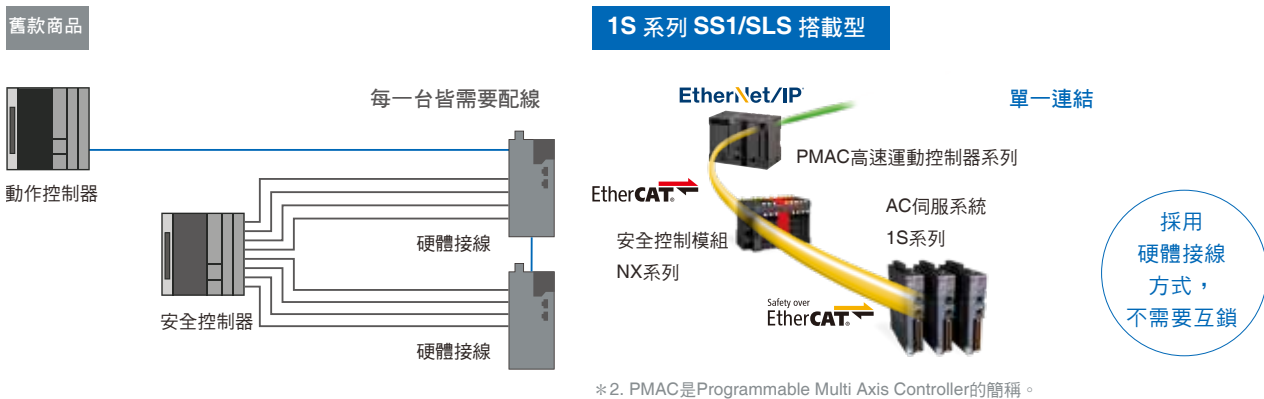 舊款商品
每一台皆需要配線
動作控制器
硬體接線
安全控制器
硬體接線
1S 系列 SS1/SLS 搭載型
EtherNet/IP
單一連結
PMAC高速運動控制器系列
EtherCAT®
安全控制模組
NX系列
AC伺服系統
1S系列
Safety over
EtherCAT®
採用
硬體接線
方式，
不需要互鎖
＊2. PMAC是Programmable Multi Axis Controller的簡稱。